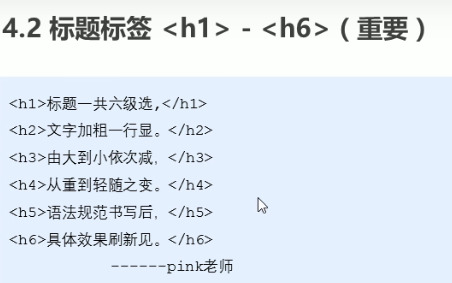 4.2 标题标签 <h1> - <h6>（重要）
<h1>标题一共六级选,</h1>
<h2>文字加粗一行显。</h2>
<h3>由大到小依次减，</h3>
<h4>从重到轻随之变。</h4>
<h5>语法规范书写后，</h5>
<h6>具体效果刷新见。</h6>
------pink老师